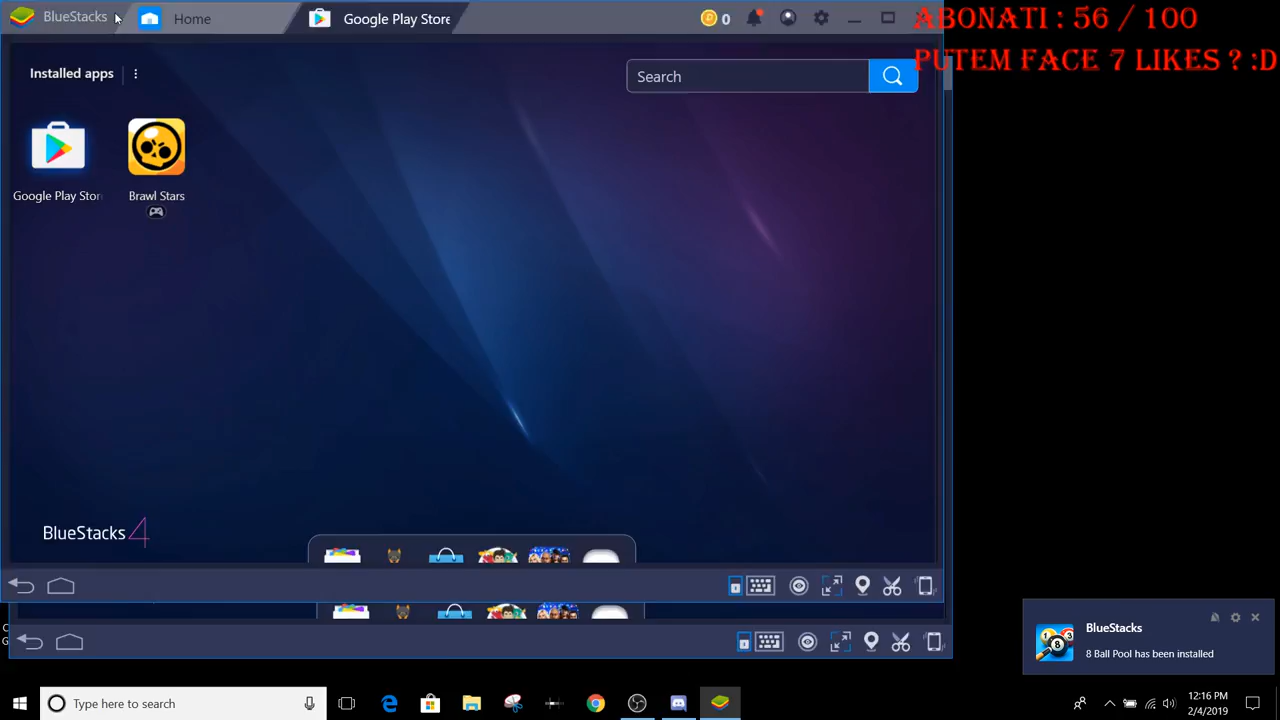 BlueStacks
Home
Google Play Store
0
ABONATI : 56 / 100
PUTEM FACE 7 LIKES ? :D
Installed apps
Search
Google Play Stor
Brawl Stars
BlueStacks 4
BlueStacks
8 Ball Pool has been installed
Type here to search
12:16 PM
2/4/2019